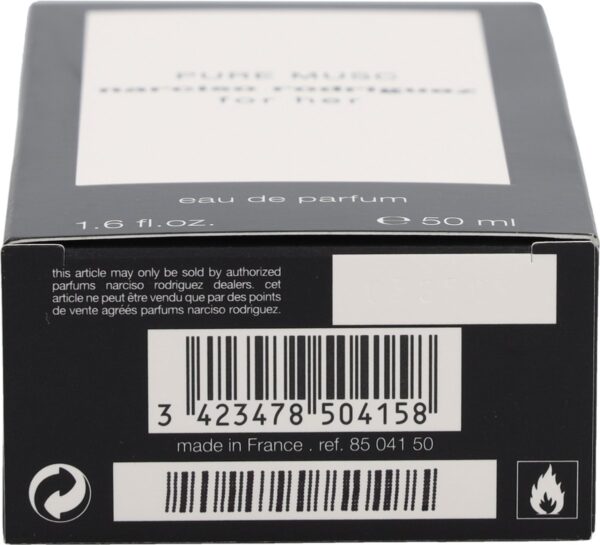 PURE MUSC
narciso rodriguez
for her
eau de parfum
1.6 fl.oz. ℮ 50 ml
this article may only be sold by authorized
parfums narciso rodriguez dealers. cet
article ne peut être vendu que par des points
de vente agréés parfums narciso rodriguez.
3 423478 504158
made in France . ref. 85 041 50